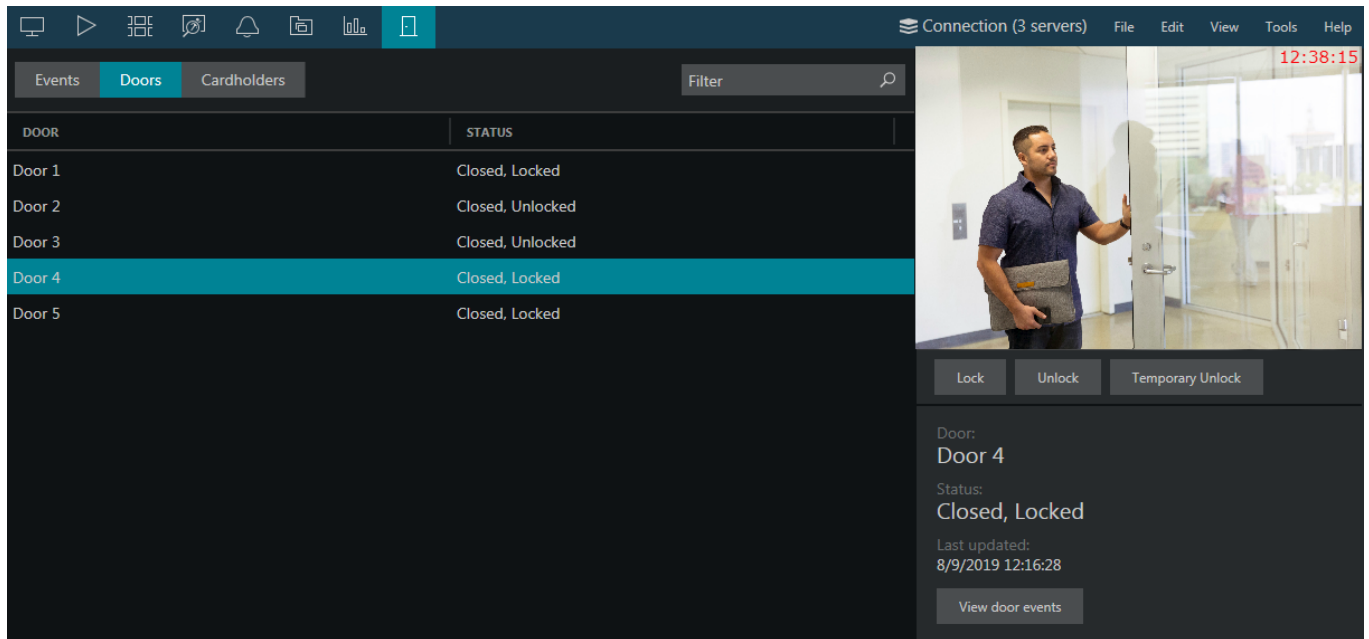 Connection (3 servers) File Edit View Tools Help
Events Doors Cardholders Filter
12:38:15
DOOR STATUS
Door 1 Closed, Locked
Door 2 Closed, Unlocked
Door 3 Closed, Unlocked
Door 4 Closed, Locked
Door 5 Closed, Locked
Lock Unlock Temporary Unlock
Door:
Door 4
Status:
Closed, Locked
Last updated:
8/9/2019 12:16:28
View door events